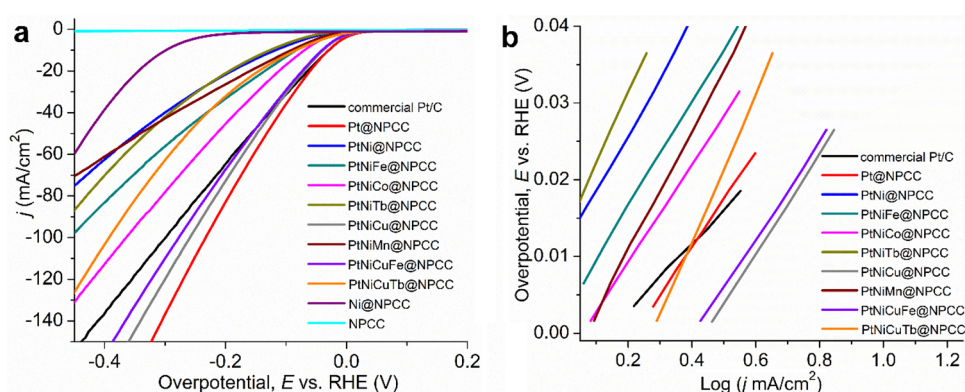 a
0
-20
-40
-60
-80
-100
-120
-140
j (mA/cm²)
-0.4
-0.2
0.0
0.2
Overpotential, E vs. RHE (V)
commercial Pt/C
Pt@NPCC
PtNi@NPCC
PtNiFe@NPCC
PtNiCo@NPCC
PtNiTb@NPCC
PtNiCu@NPCC
PtNiMn@NPCC
PtNiCuFe@NPCC
PtNiCuTb@NPCC
Ni@NPCC
NPCC
b
0.04
0.03
0.02
0.01
0.00
Overpotential, E vs. RHE (V)
0.2
0.4
0.6
0.8
1.0
1.2
Log (j mA/cm²)
commercial Pt/C
Pt@NPCC
PtNi@NPCC
PtNiFe@NPCC
PtNiCo@NPCC
PtNiTb@NPCC
PtNiCu@NPCC
PtNiMn@NPCC
PtNiCuFe@NPCC
PtNiCuTb@NPCC